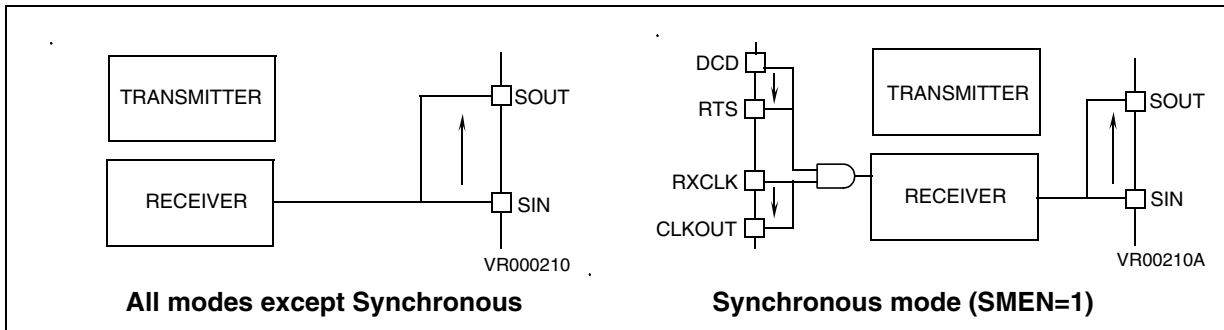 TRANSMITTER
SOUT
RECEIVER
SIN
VR000210
All modes except Synchronous
DCD
TRANSMITTER
SOUT
RTS
RXCLK
RECEIVER
SIN
CLKOUT
VR00210A
Synchronous mode (SMEN=1)